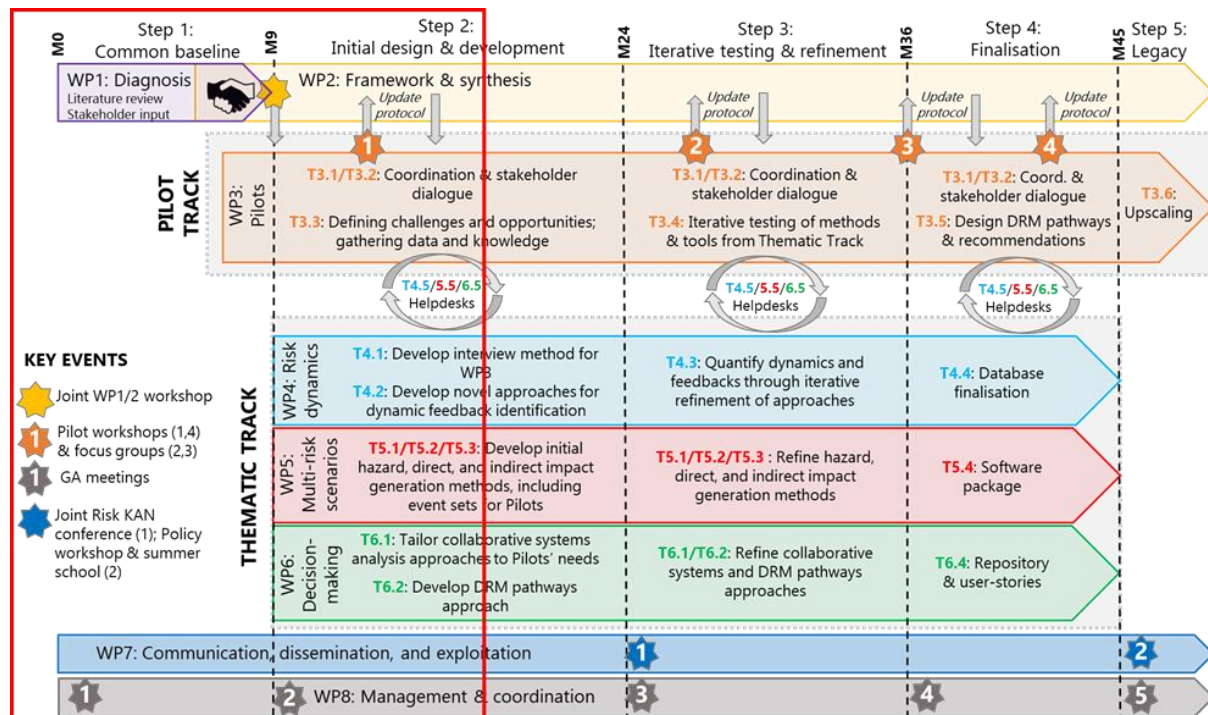 M0
Step 1:
Common baseline
M9
Step 2:
Initial design & development
M24
Step 3:
Iterative testing & refinement
M36
Step 4:
Finalisation
M45
Step 5:
Legacy
WP1: Diagnosis
Literature review
Stakeholder input
WP2: Framework & synthesis
Update
protocol
Update
protocol
Update
protocol
Update
protocol
1
2
3
4
PILOT
TRACK
WP3:
Pilots
T3.1/T3.2: Coordination & stakeholder
dialogue
T3.3: Defining challenges and opportunities;
gathering data and knowledge
T3.1/T3.2: Coordination &
stakeholder dialogue
T3.4: Iterative testing of methods
& tools from Thematic Track
T3.1/T3.2: Coord. &
stakeholder dialogue
T3.5: Design DRM pathways
& recommendations
T3.6:
Upscaling
T4.5/5.5/6.5
Helpdesks
T4.5/5.5/6.5
Helpdesks
T4.5/5.5/6.5
Helpdesks
KEY EVENTS
Joint WP1/2 workshop
1
Pilot workshops (1,4)
& focus groups (2,3)
1
GA meetings
Joint Risk KAN
conference (1); Policy
workshop & summer
school (2)
THEMATIC TRACK
WP4: Risk
dynamics
T4.1: Develop interview method for
WP3
T4.2: Develop novel approaches for
dynamic feedback identification
T4.3: Quantify dynamics and
feedbacks through iterative
refinement of approaches
T4.4: Database
finalisation
WP5:
Multi-risk
scenarios
T5.1/T5.2/T5.3: Develop initial
hazard, direct, and indirect impact
generation methods, including
event sets for Pilots
T5.1/T5.2/T5.3 : Refine hazard,
direct, and indirect impact
generation methods
T5.4: Software
package
WP6:
Decision-
making
T6.1: Tailor collaborative systems
analysis approaches to Pilots' needs
T6.2: Develop DRM pathways
approach
T6.1/T6.2: Refine collaborative
systems and DRM pathways
approaches
T6.4: Repository
& user-stories
WP7: Communication, dissemination, and exploitation
1
2
1
2
WP8: Management & coordination
3
4
5